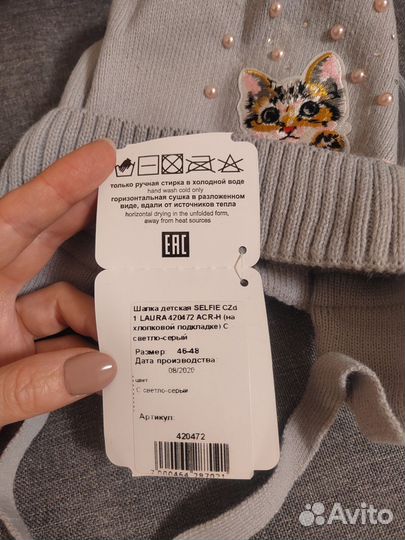 только ручная стирка в холодной воде
hand wash cold only
горизонтальная сушка в разложенном
виде, вдали от источников тепла
horizontal drying in the unfolded form,
away from heat sources
EAC
Шапка детская SELFIE CZd
1 LAURA 420472 ACR-H (на
хлопковой подкладке) С
светло-серый
Размер: 46-48
Дата производства:
08/2020
цвет
С светло-серый
Артикул:
420472
Avito